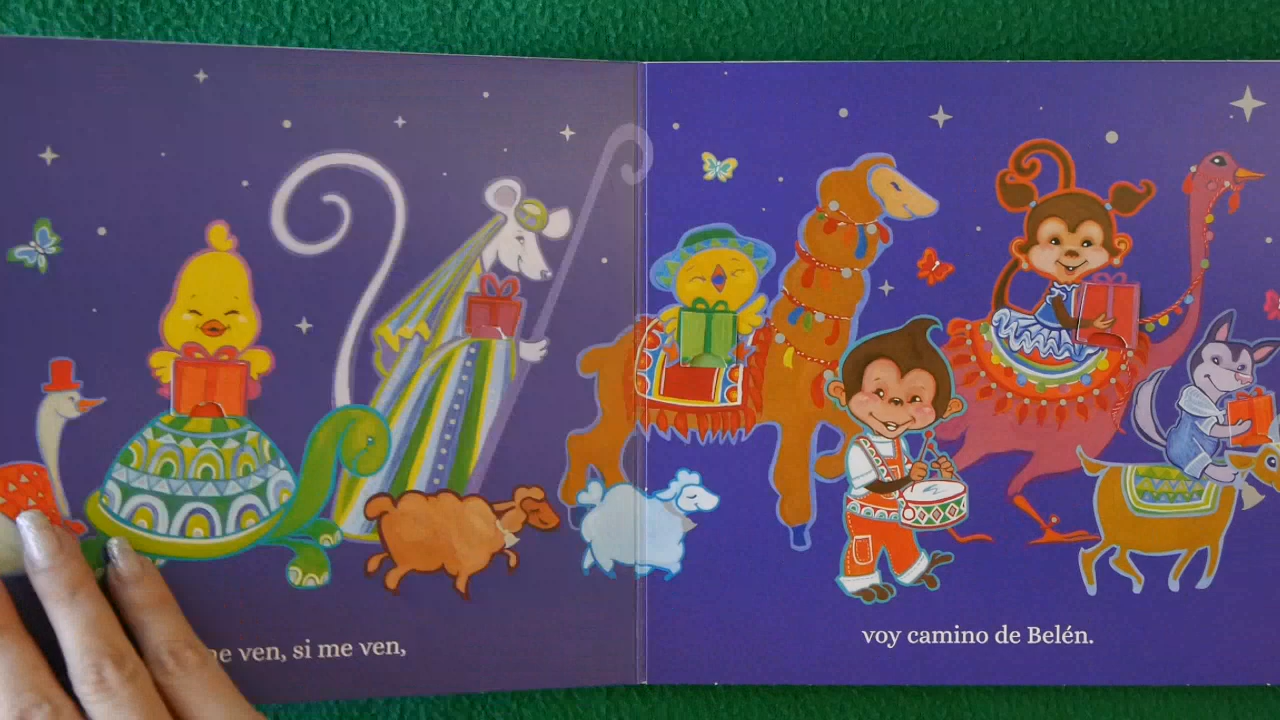 ven, si me ven,
voy camino de Belén.